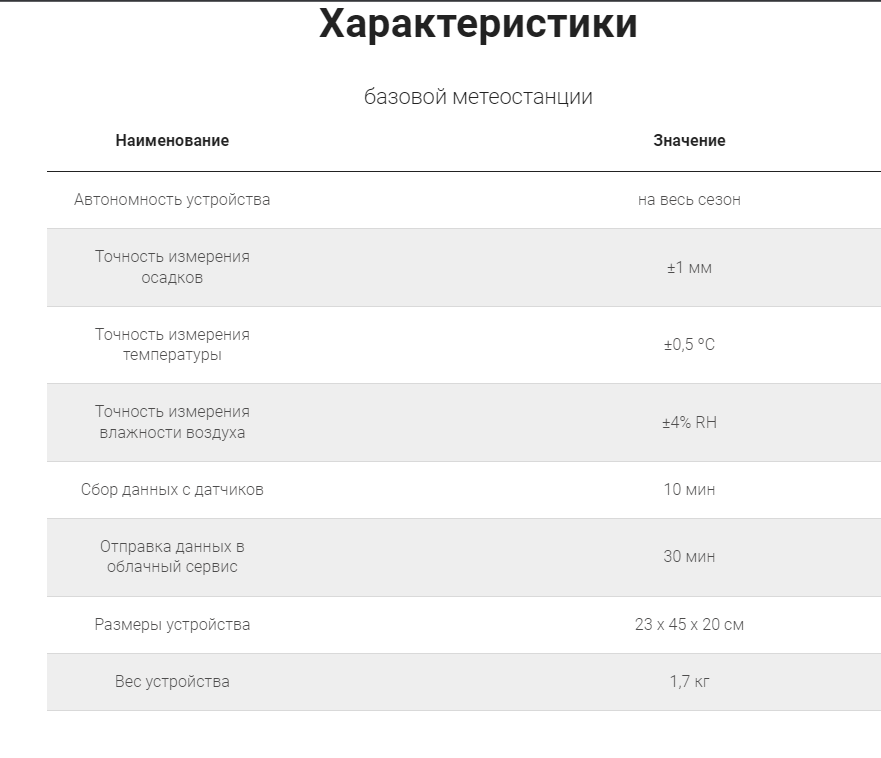 Характеристики
базовой метеостанции
Наименование Значение
Автономность устройства на весь сезон
Точность измерения
осадков
±1 мм
Точность измерения
температуры
±0,5 ºC
Точность измерения
влажности воздуха
±4% RH
Сбор данных с датчиков 10 мин
Отправка данных в
облачный сервис
30 мин
Размеры устройства 23 х 45 х 20 см
Вес устройства 1,7 кг